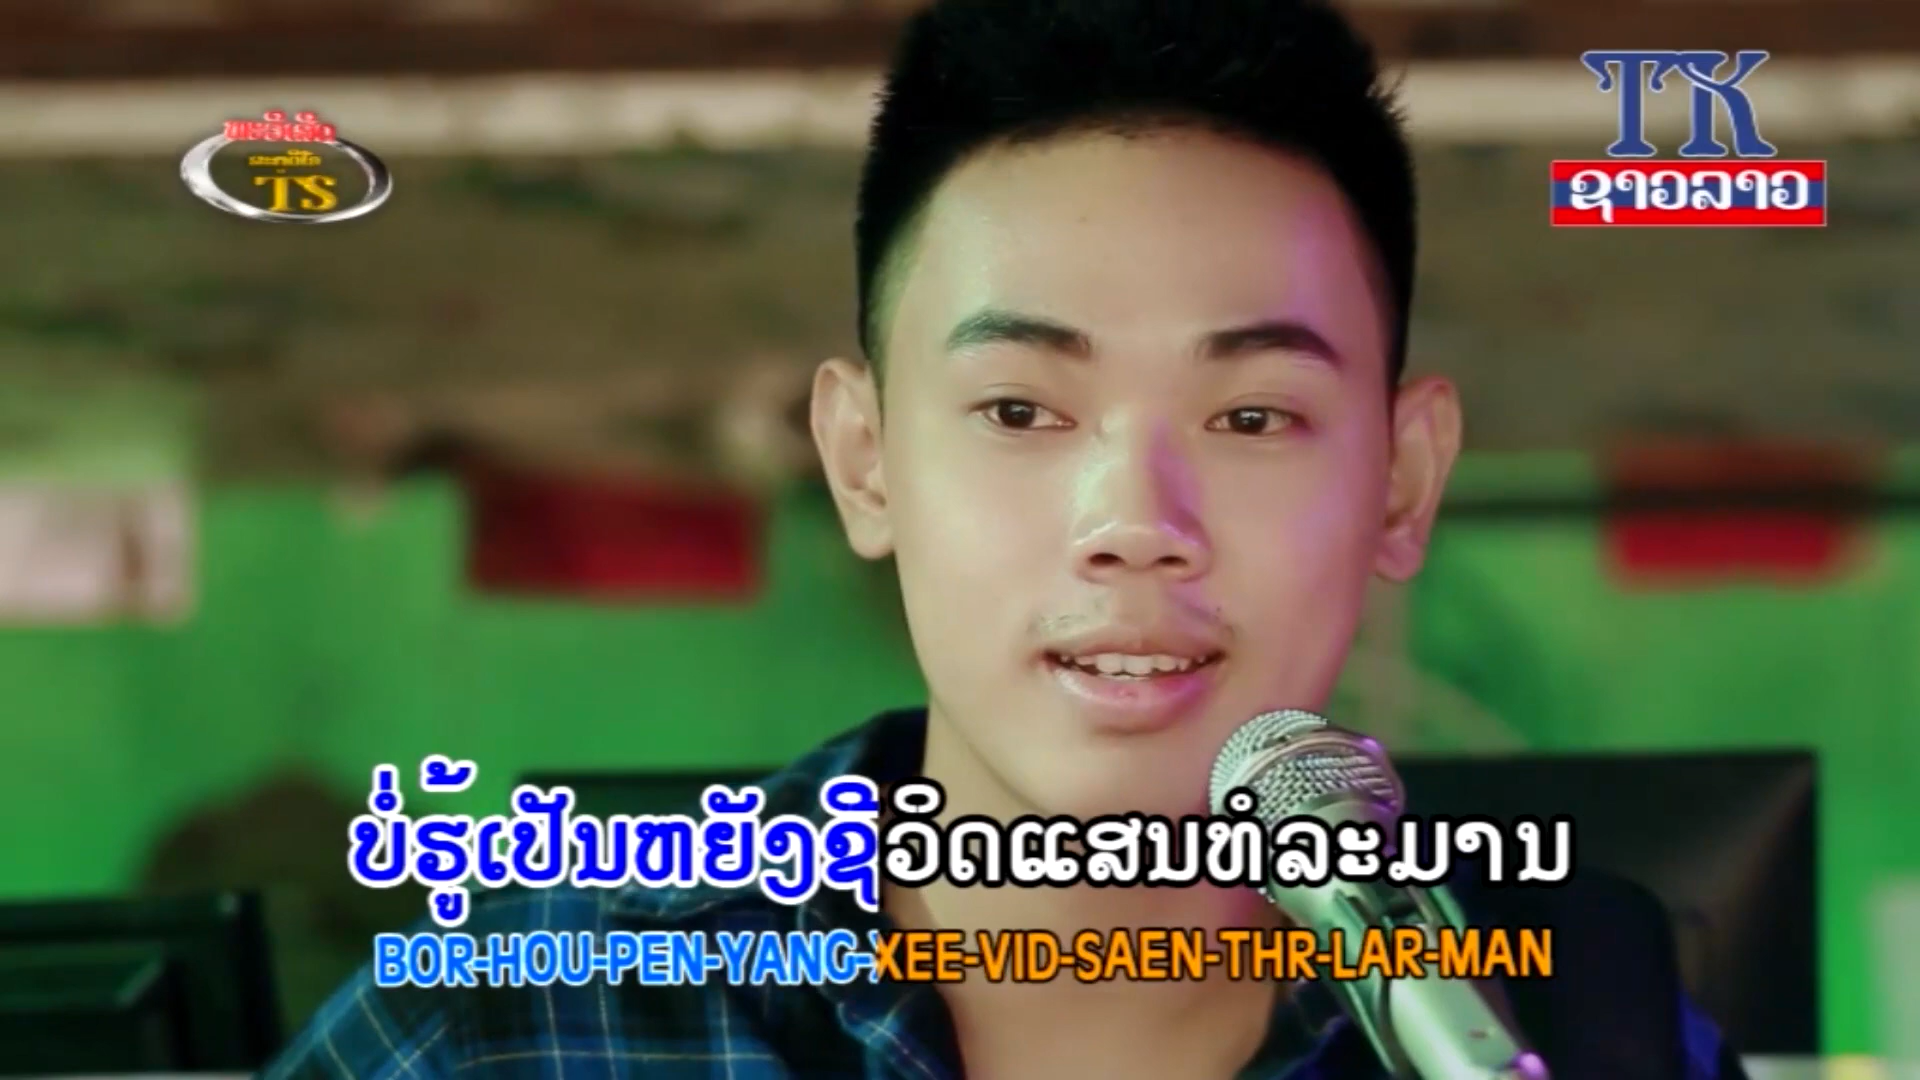 TS
TK
ຊາວລາວ
ບໍ່ຮູ້ເປັນຫຍັງຊີວິດແສນທໍລະມານ
BOR-HOU-PEN-YANG-XEE-VID-SAEN-THR-LAR-MAN